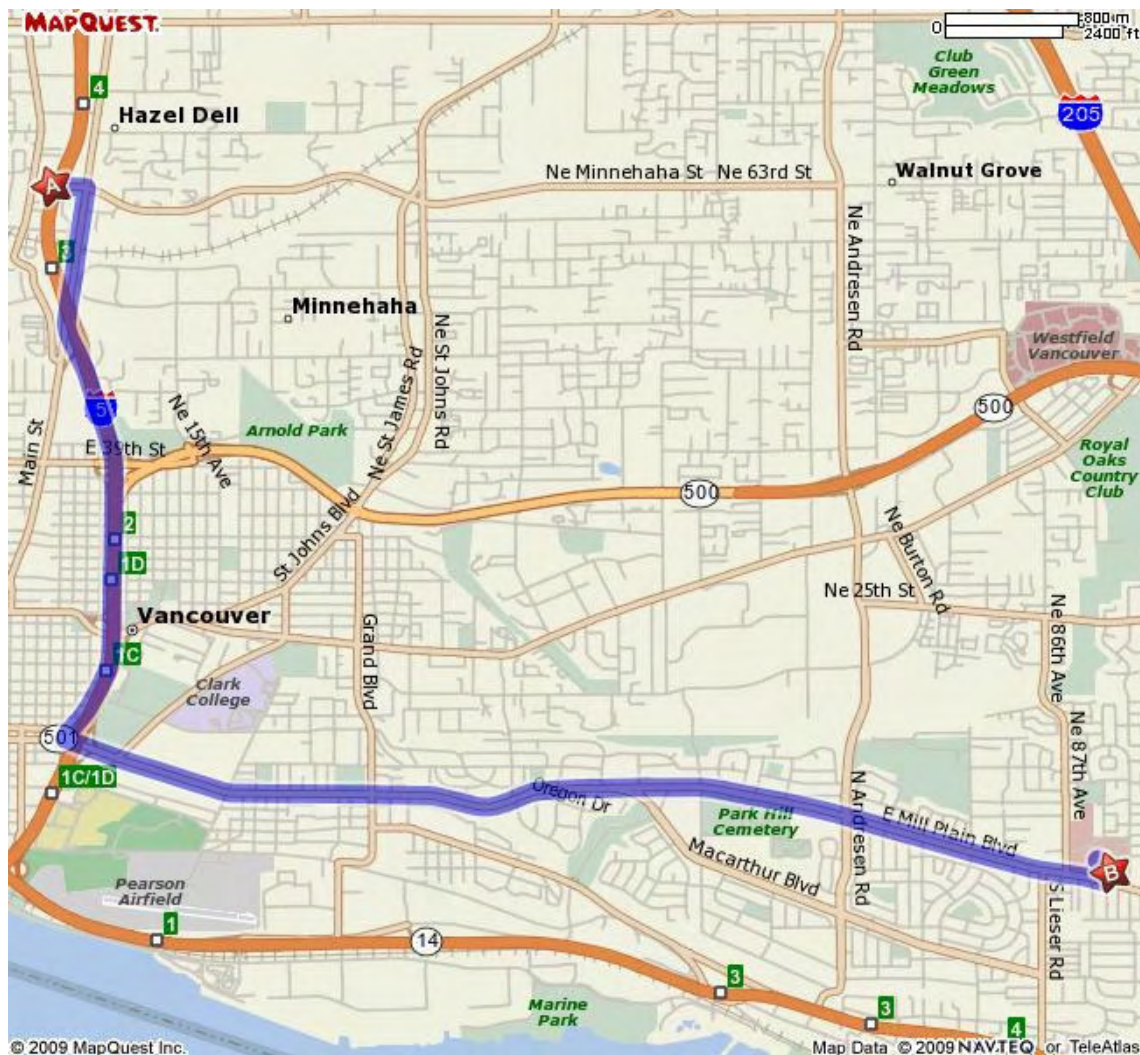 MAPQUEST.
0
800 m
2400 ft
4
Hazel Dell
Club
Green
Meadows
205
A
Ne Minnehaha St
Ne 63rd St
Walnut Grove
3
Ne Andresen Rd
Minnehaha
Ne St James Rd
Ne St Johns Rd
Westfield
Vancouver
5
Main St
E 39th St
Ne 15th Ave
Arnold Park
500
Royal
Oaks
Country
Club
500
2
St Johns Blvd
Ne Burton Rd
1D
Ne 25th St
Vancouver
Ne 86th Ave
1C
Grand Blvd
Clark
College
501
Ne 87th Ave
1C/1D
Oregon Dr
N Andresen Rd
E Mill Plain Blvd
Park Hill
Cemetery
Macarthur Blvd
B
Pearson
Airfield
S Lieser Rd
1
14
3
Marine
Park
3
4
© 2009 MapQuest Inc.
Map Data © 2009 NAVTEQ or TeleAtlas